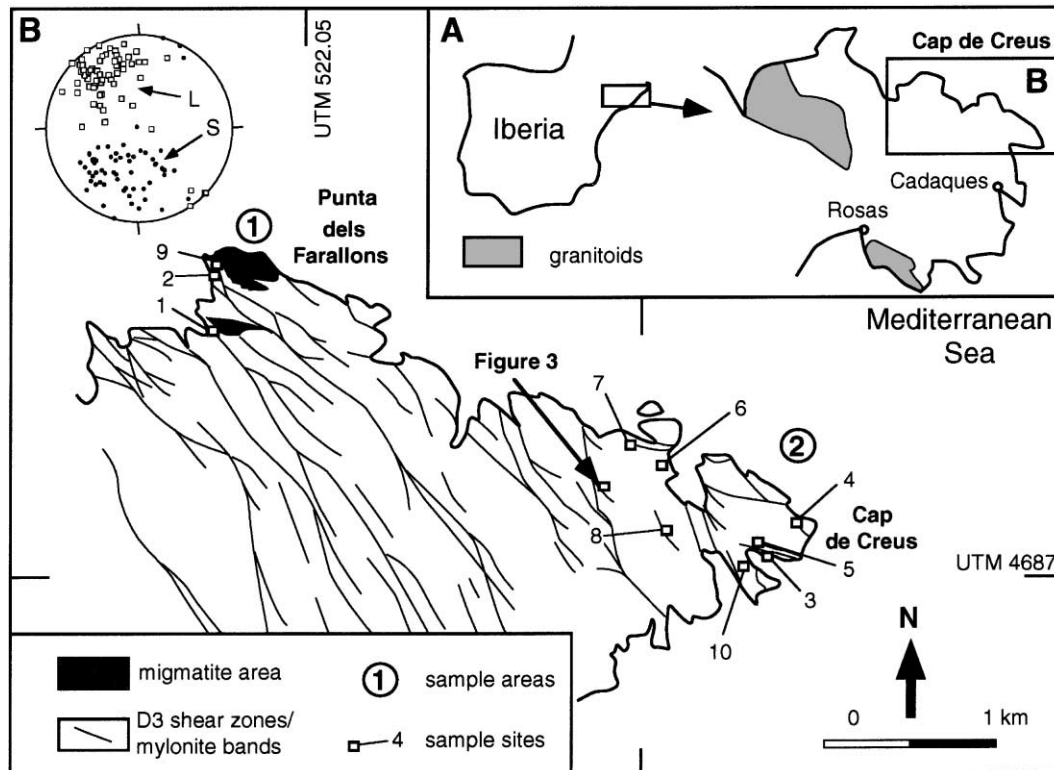 B
L
S
UTM 522.05
A
Iberia
granitoids
Cap de Creus
B
Cadaques
Rosas
Mediterranean
Sea
Punta
dels
Farallons
1
9
2
1
Figure 3
7
6
2
4
Cap
de Creus
8
5
3
10
UTM 4687
N
0 1 km
migmatite area
D3 shear zones/
mylonite bands
1 sample areas
4 sample sites